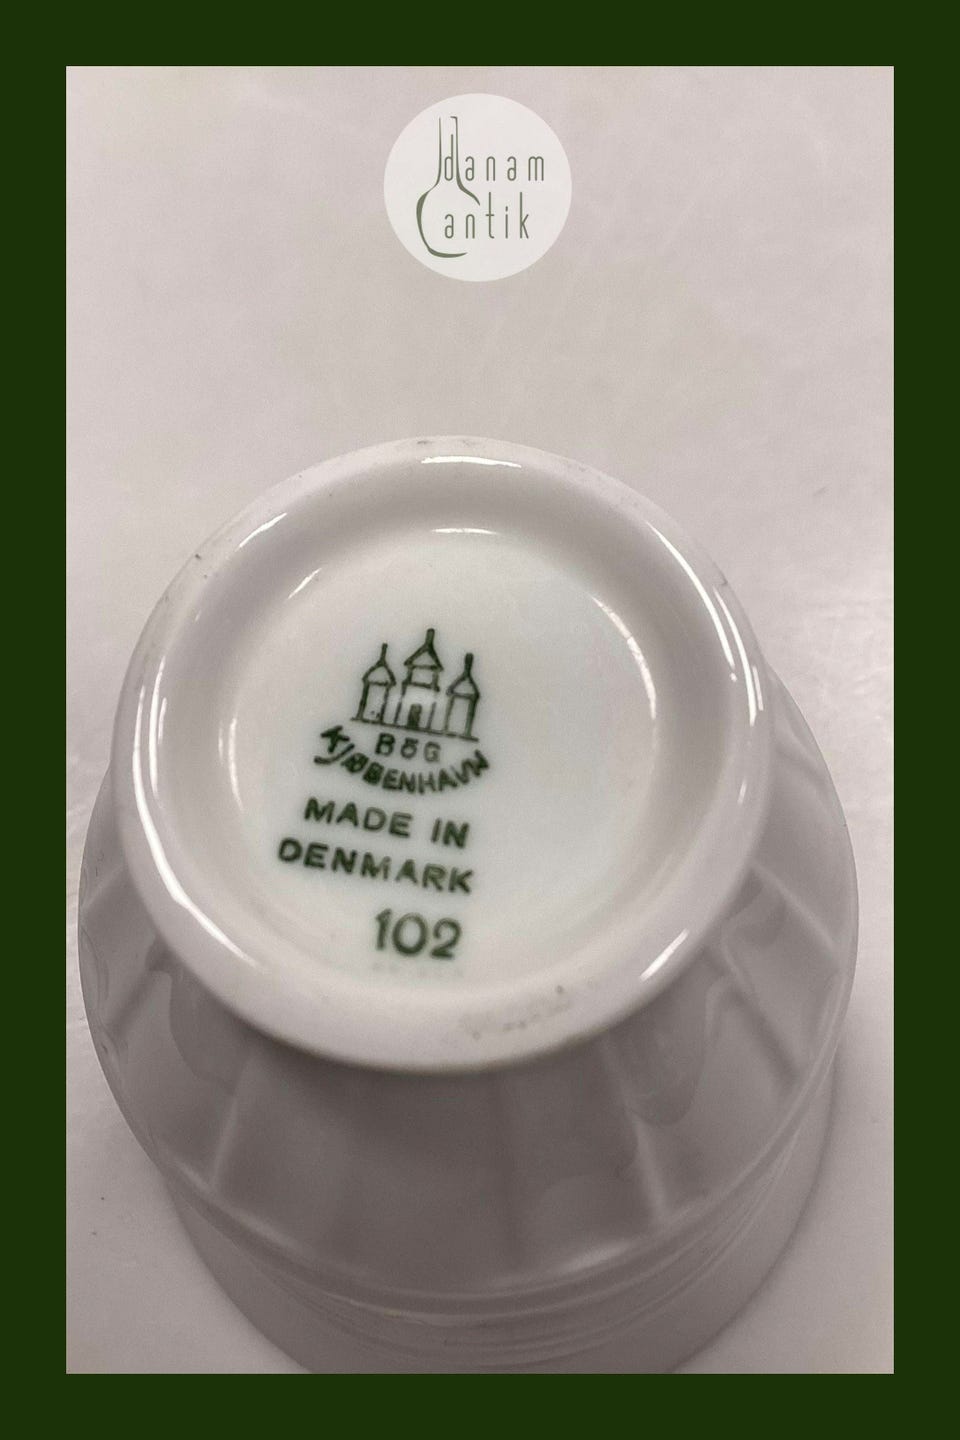 danam
antik
B&G
KJØBENHAVN
MADE IN
DENMARK
102